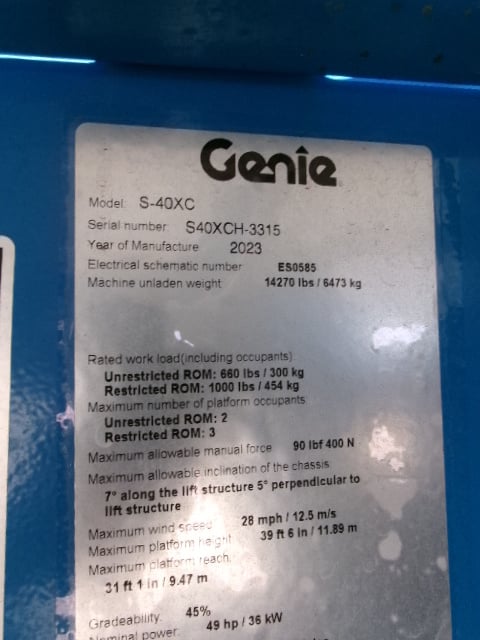 Genie
Model: S-40XC
Serial number: S40XCH-3315
Year of Manufacture 2023
Electrical schematic number ES0585
Machine unladen weight 14270 lbs / 6473 kg
Rated work load(including occupants)
Unrestricted ROM: 660 lbs / 300 kg
Restricted ROM: 1000 lbs / 454 kg
Maximum number of platform occupants
Unrestricted ROM: 2
Restricted ROM: 3
Maximum allowable manual force 90 lbf 400 N
Maximum allowable inclination of the chassis
7° along the lift structure 5° perpendicular to
lift structure
Maximum wind speed 28 mph / 12.5 m/s
Maximum platform height 39 ft 6 in / 11.89 m
Maximum platform reach
31 ft 1 in / 9.47 m
Gradeability: 45%
Nominal power: 49 hp / 36 kW